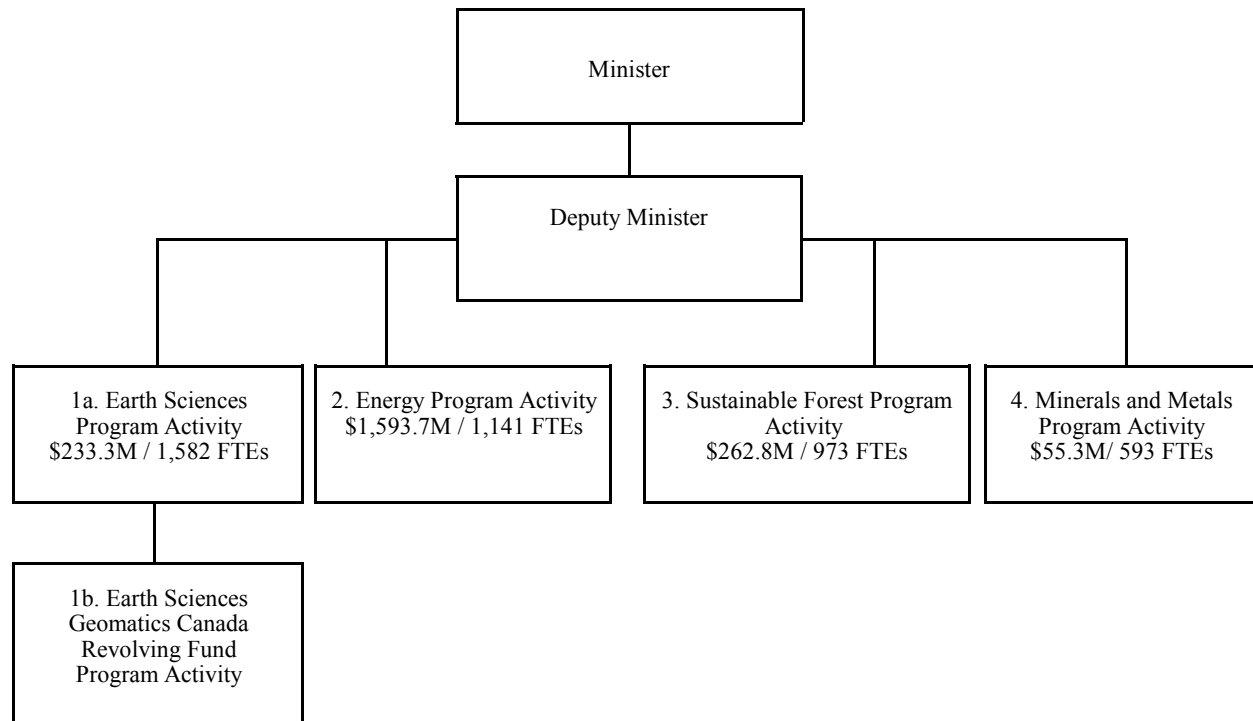 Minister
Deputy Minister
1a. Earth Sciences
Program Activity
$233.3M / 1,582 FTEs
2. Energy Program Activity
$1,593.7M / 1,141 FTEs
3. Sustainable Forest Program
Activity
$262.8M / 973 FTEs
4. Minerals and Metals
Program Activity
$55.3M/ 593 FTEs
1b. Earth Sciences
Geomatics Canada
Revolving Fund
Program Activity